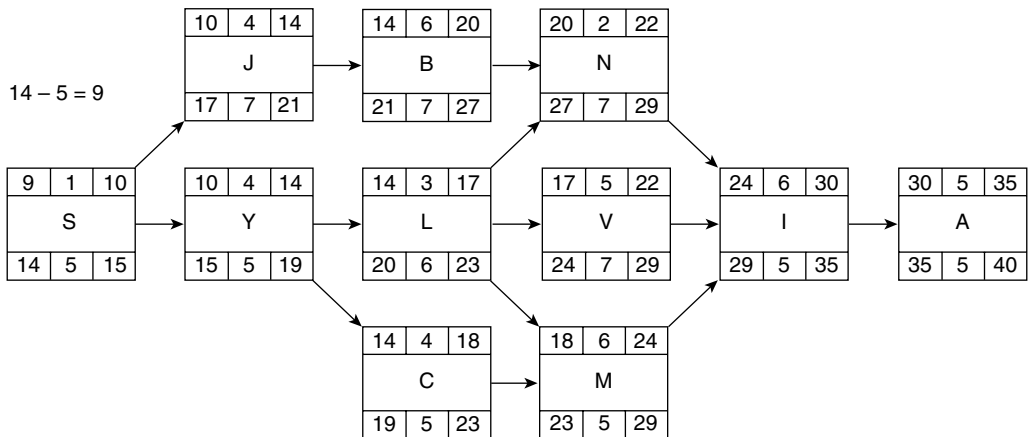 10 4 14
J
17 7 21
14 6 20
B
21 7 27
20 2 22
N
27 7 29
14 – 5 = 9
9 1 10
S
14 5 15
10 4 14
Y
15 5 19
14 3 17
L
20 6 23
17 5 22
V
24 7 29
24 6 30
I
29 5 35
30 5 35
A
35 5 40
14 4 18
C
19 5 23
18 6 24
M
23 5 29